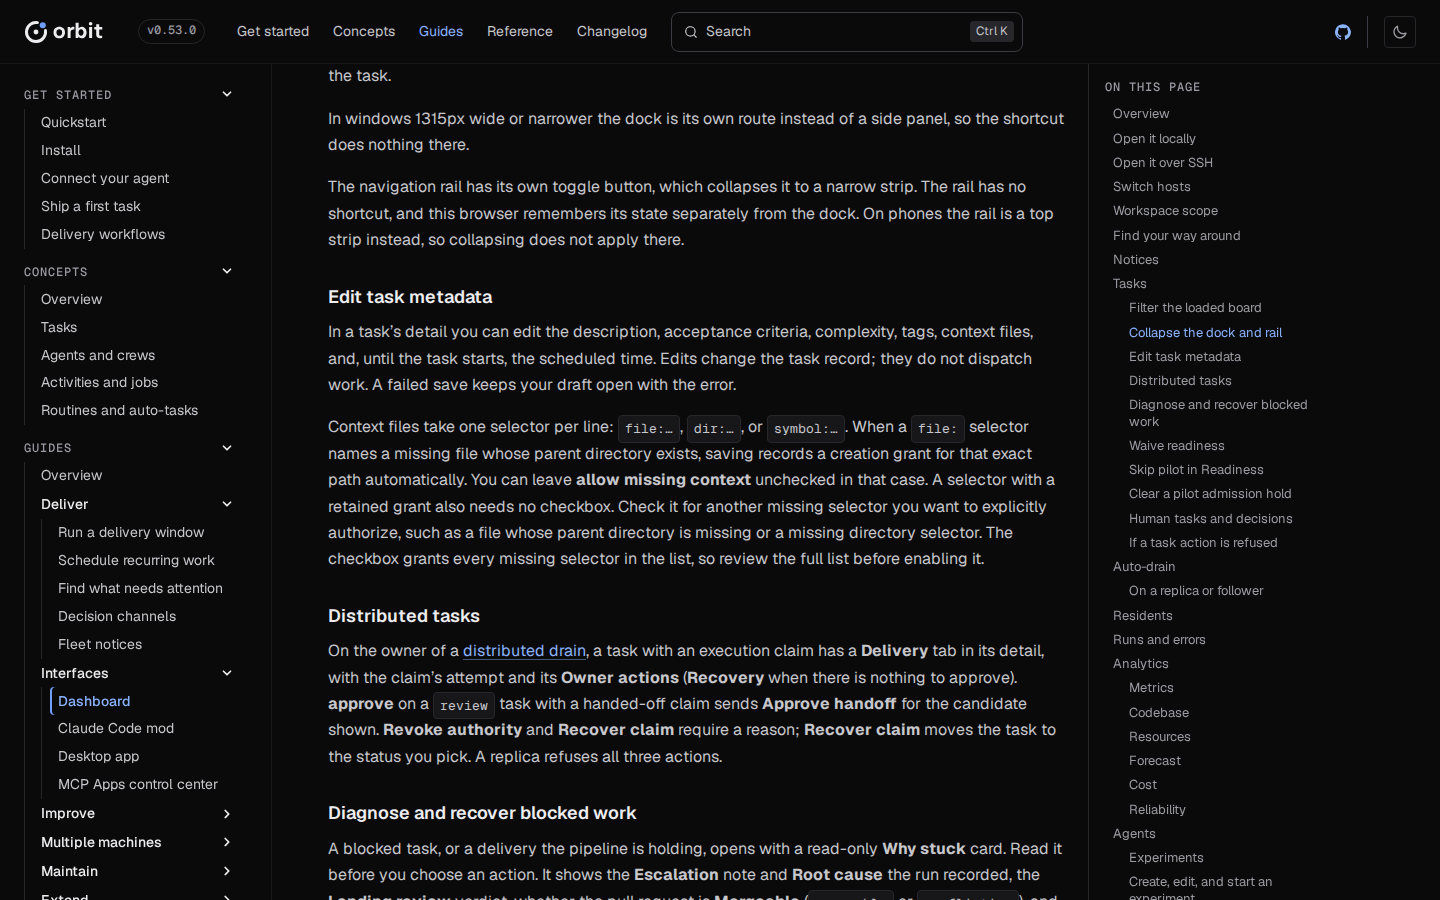 orbit
v0.53.0
Get started
Concepts
Guides
Reference
Changelog
Search
Ctrl K
GET STARTED
Quickstart
Install
Connect your agent
Ship a first task
Delivery workflows
CONCEPTS
Overview
Tasks
Agents and crews
Activities and jobs
Routines and auto-tasks
GUIDES
Overview
Deliver
Run a delivery window
Schedule recurring work
Find what needs attention
Decision channels
Fleet notices
Interfaces
Dashboard
Claude Code mod
Desktop app
MCP Apps control center
Improve
Multiple machines
Maintain
Extend
the task.
In windows 1315px wide or narrower the dock is its own route instead of a side panel, so the shortcut
does nothing there.
The navigation rail has its own toggle button, which collapses it to a narrow strip. The rail has no
shortcut, and this browser remembers its state separately from the dock. On phones the rail is a top
strip instead, so collapsing does not apply there.
Edit task metadata
In a task's detail you can edit the description, acceptance criteria, complexity, tags, context files,
and, until the task starts, the scheduled time. Edits change the task record; they do not dispatch
work. A failed save keeps your draft open with the error.
Context files take one selector per line: file:…, dir:…, or symbol:…. When a file: selector
names a missing file whose parent directory exists, saving records a creation grant for that exact
path automatically. You can leave allow missing context unchecked in that case. A selector with a
retained grant also needs no checkbox. Check it for another missing selector you want to explicitly
authorize, such as a file whose parent directory is missing or a missing directory selector. The
checkbox grants every missing selector in the list, so review the full list before enabling it.
Distributed tasks
On the owner of a distributed drain, a task with an execution claim has a Delivery tab in its detail,
with the claim's attempt and its Owner actions (Recovery when there is nothing to approve).
approve on a review task with a handed-off claim sends Approve handoff for the candidate
shown. Revoke authority and Recover claim require a reason; Recover claim moves the task to
the status you pick. A replica refuses all three actions.
Diagnose and recover blocked work
A blocked task, or a delivery the pipeline is holding, opens with a read-only Why stuck card. Read it
before you choose an action. It shows the Escalation note and Root cause the run recorded, the
Landing review verdict, whether the pull request is Mergeable
ON THIS PAGE
Overview
Open it locally
Open it over SSH
Switch hosts
Workspace scope
Find your way around
Notices
Tasks
Filter the loaded board
Collapse the dock and rail
Edit task metadata
Distributed tasks
Diagnose and recover blocked
work
Waive readiness
Skip pilot in Readiness
Clear a pilot admission hold
Human tasks and decisions
If a task action is refused
Auto-drain
On a replica or follower
Residents
Runs and errors
Analytics
Metrics
Codebase
Resources
Forecast
Cost
Reliability
Agents
Experiments
Create, edit, and start an
experiment